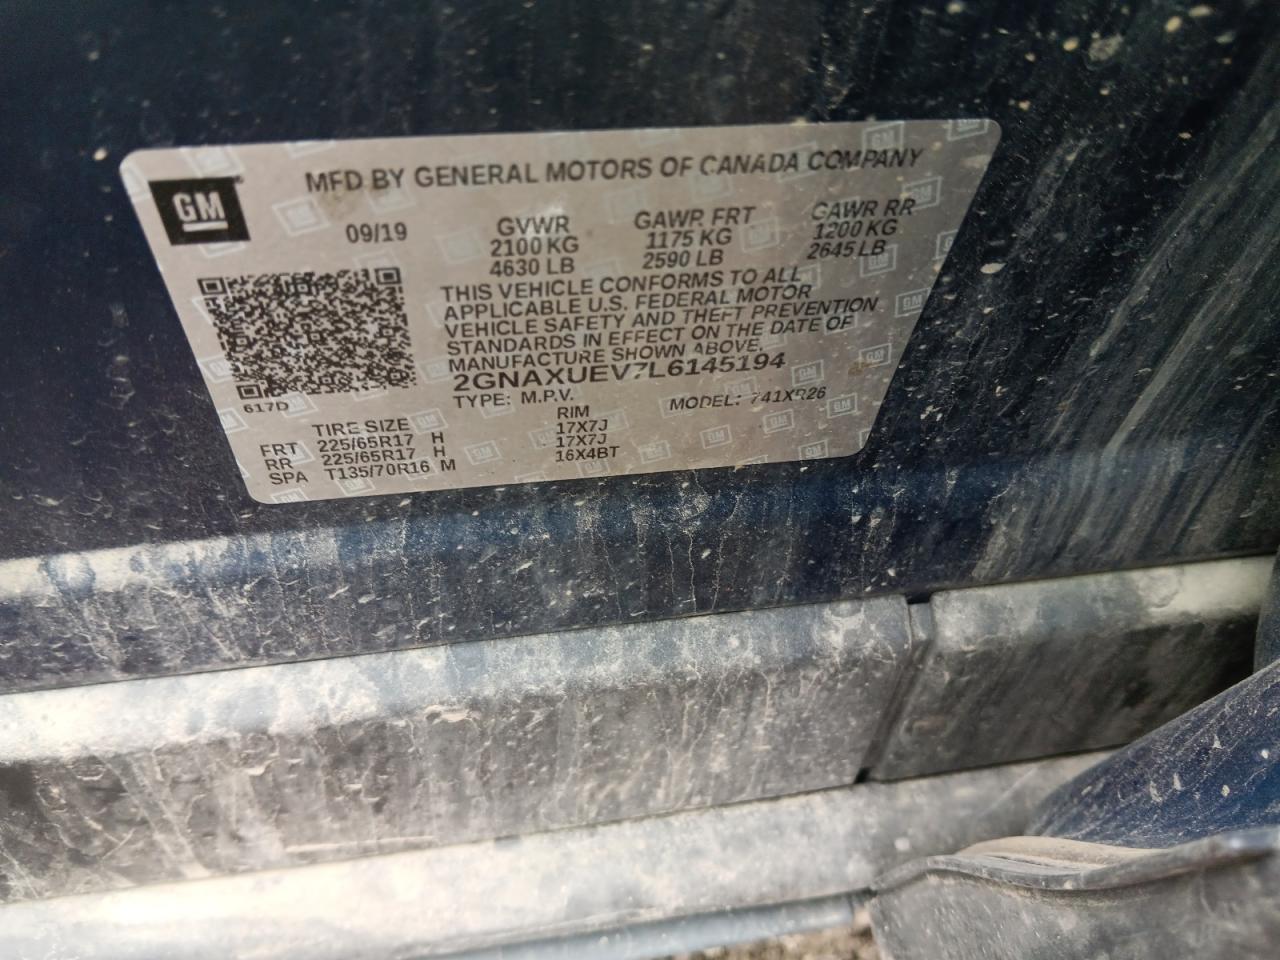 GM
MFD BY GENERAL MOTORS OF CANADA COMPANY
09/19
GVWR
2100 KG
4630 LB
GAWR FRT
1175 KG
2590 LB
GAWR RR
1200 KG
2645 LB
THIS VEHICLE CONFORMS TO ALL
APPLICABLE U.S. FEDERAL MOTOR
VEHICLE SAFETY AND THEFT PREVENTION
STANDARDS IN EFFECT ON THE DATE OF
MANUFACTURE SHOWN ABOVE.
2GNAXUEV7L6145194
TYPE: M.P.V. MODEL: 741XR26
617D
TIRE SIZE RIM
FRT 225/65R17 H 17X7J
RR 225/65R17 H 17X7J
SPA T135/70R16 M 16X4BT